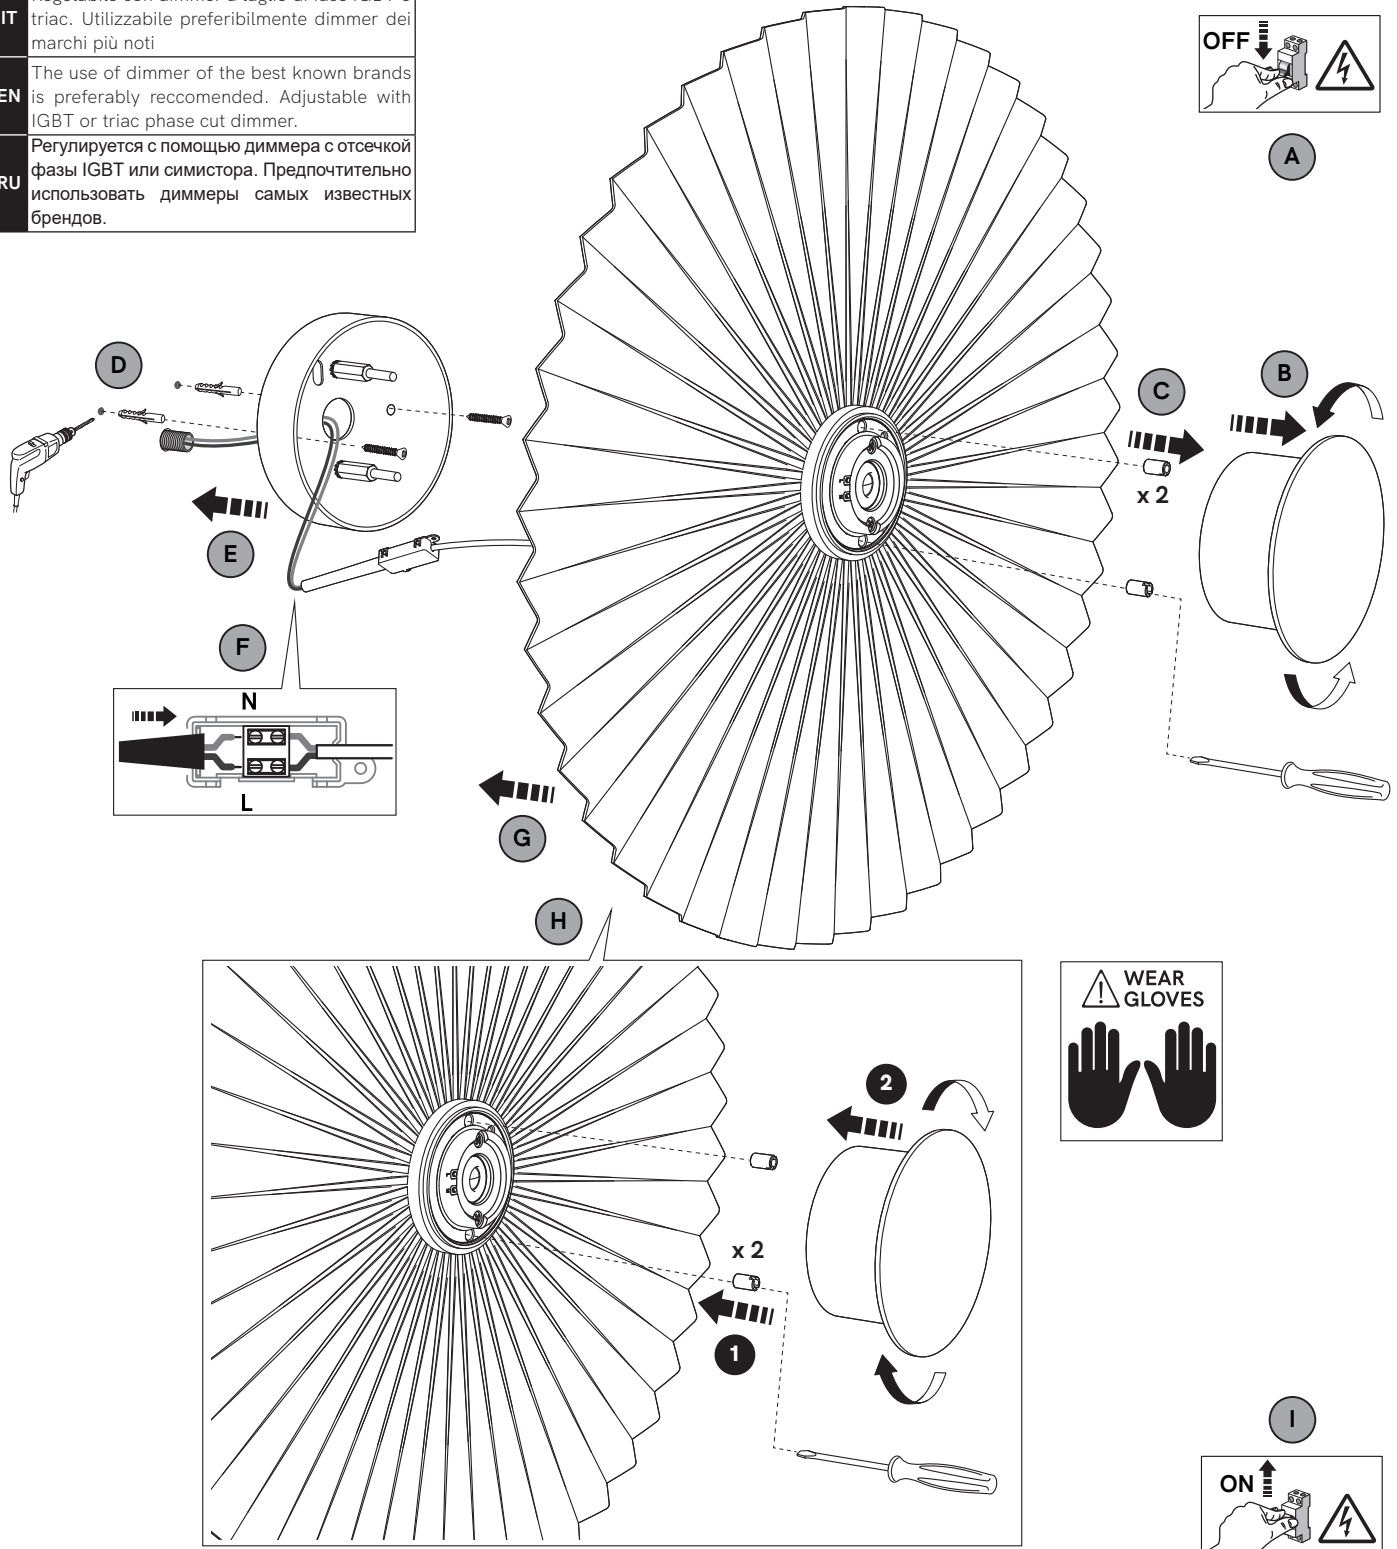 IT
triac. Utilizzabile preferibilmente dimmer dei
marchi più noti
EN
The use of dimmer of the best known brands
is preferably reccomended. Adjustable with
IGBT or triac phase cut dimmer.
RU
Регулируется с помощью диммера с отсечкой
фазы IGBT или симистора. Предпочтительно
использовать диммеры самых известных
брендов.
OFF
A
D
B
C
x 2
E
F
N
L
G
H
WEAR
GLOVES
2
x 2
1
I
ON